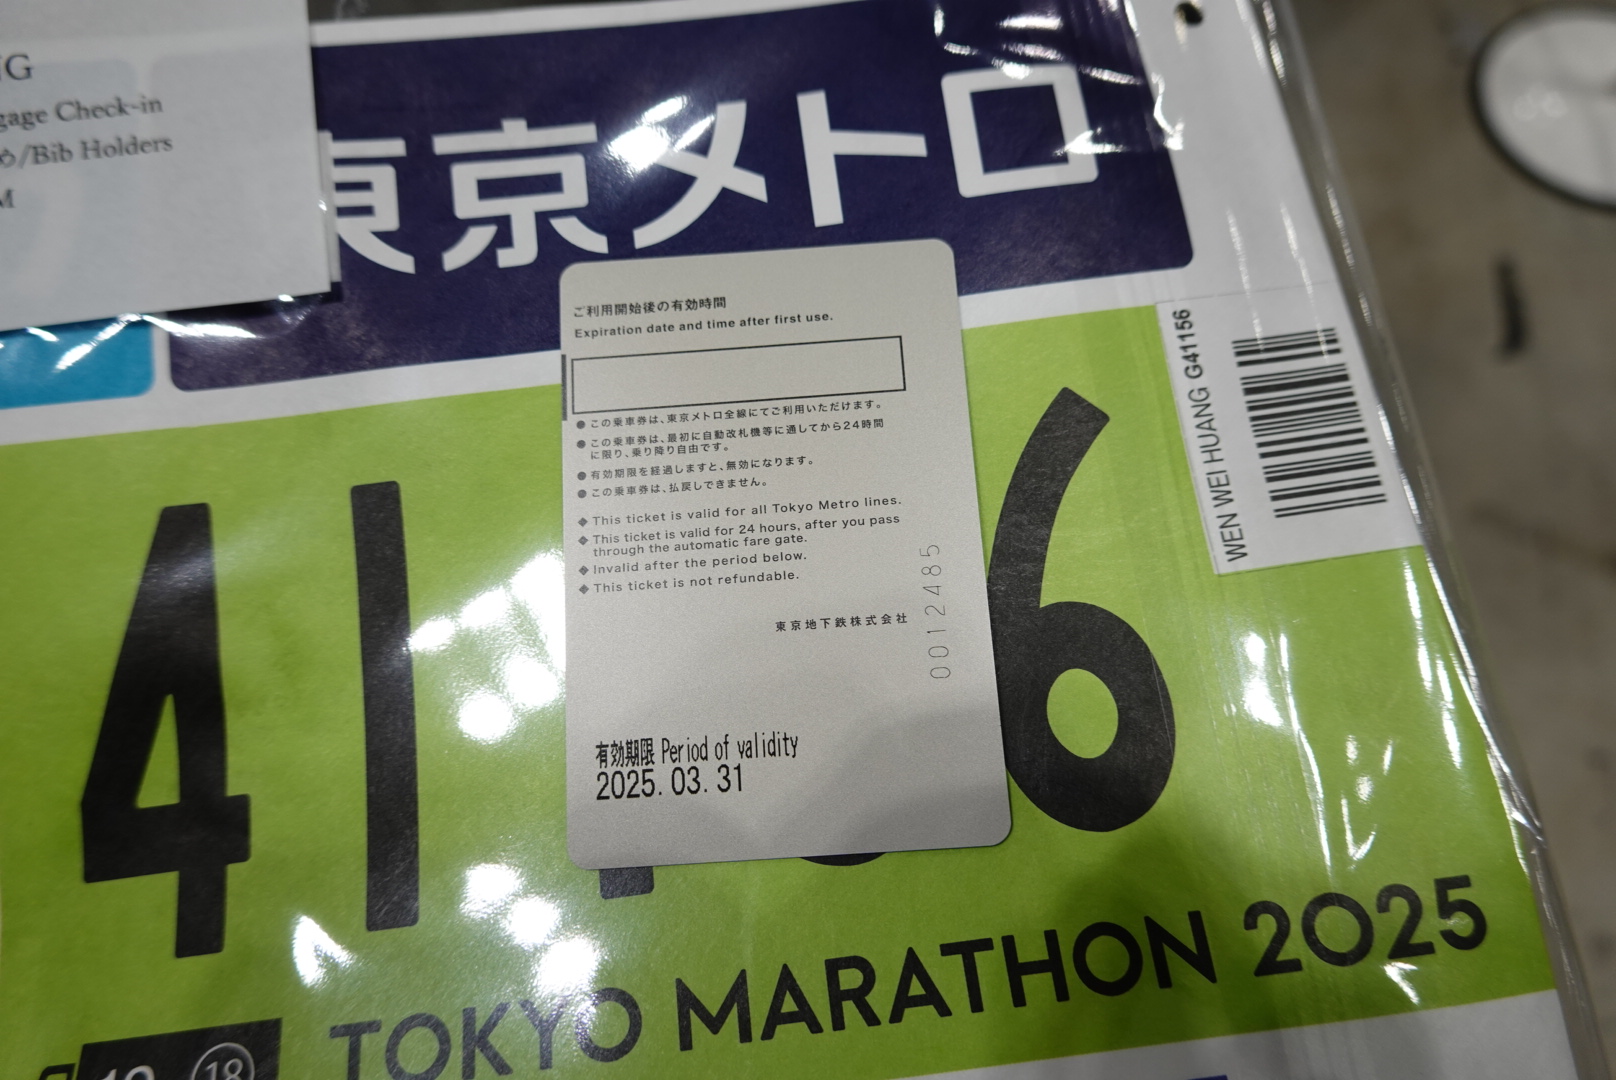 NG
gage Check-in
め/Bib Holders
M
東京メトロ
ご利用開始後の有効時間
Expiration date and time after first use.
● この乗車券は、東京メトロ全線にてご利用いただけます。
● この乗車券は、最初に自動改札機等に通してから24時間
に限り、乗り降り自由です。
● 有効期限を経過しますと、無効になります。
● この乗車券は、払戻しできません。
◆ This ticket is valid for all Tokyo Metro lines.
◆ This ticket is valid for 24 hours, after you pass
through the automatic fare gate.
◆ Invalid after the period below.
◆ This ticket is not refundable.
東京地下鉄株式会社
0012485
有効期限 Period of validity
2025.03.31
WEN WEI HUANG G41156
41 6
TOKYO MARATHON 2025
18